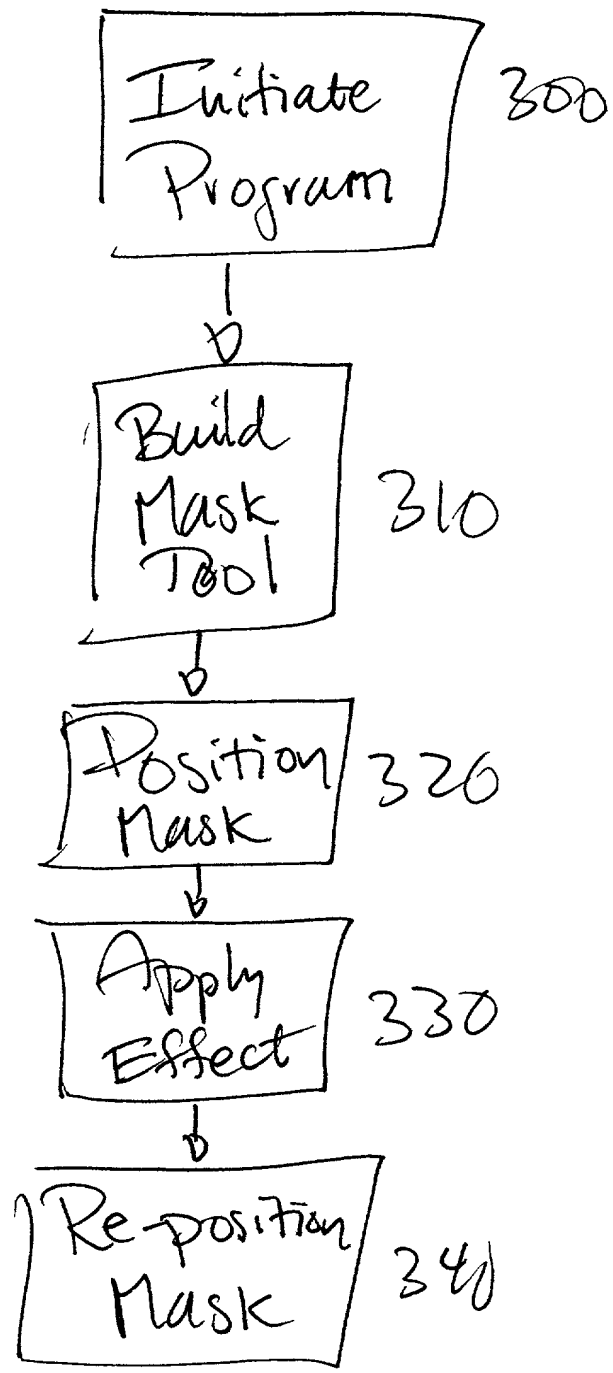 Initiate
Program
300
Build
Mask
Tool
310
Position
Mask
320
Apply
Effect
330
Re-position
Mask
340